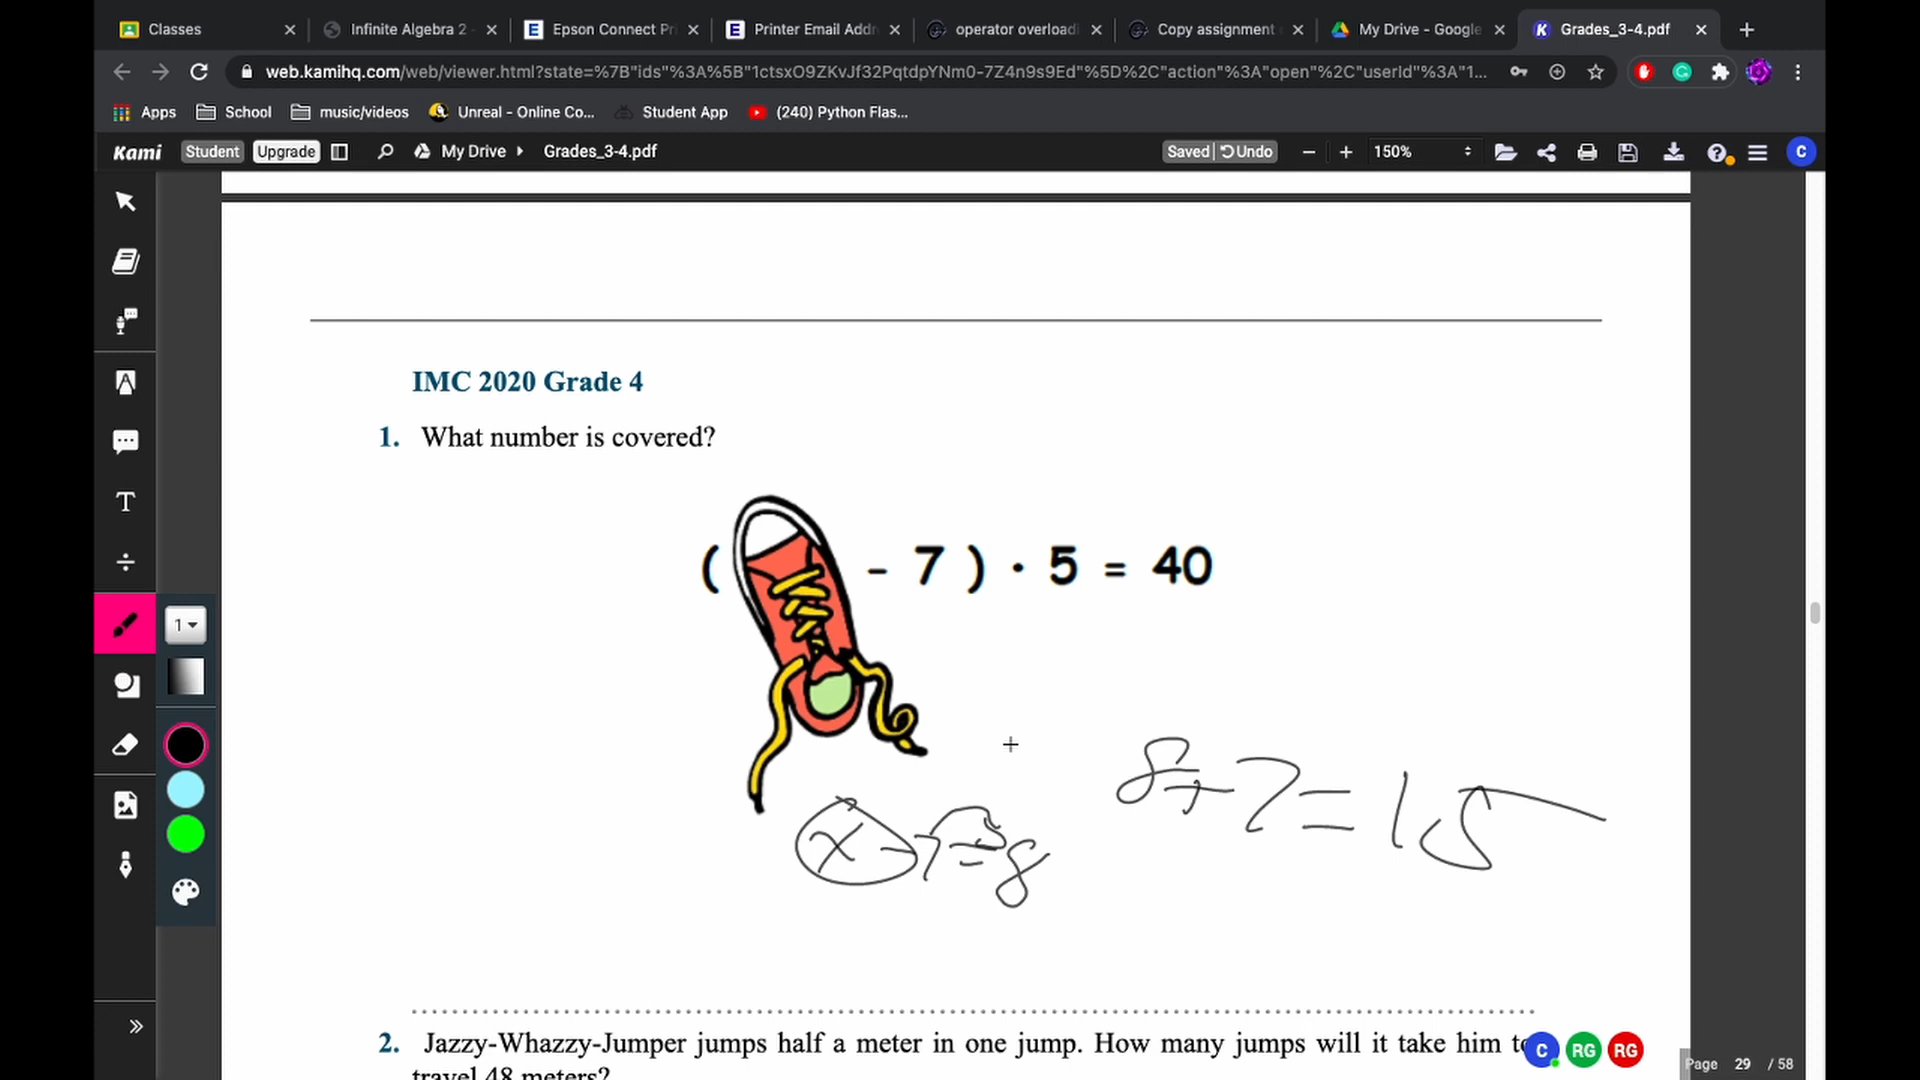 Classes
Infinite Algebra 2 -
Epson Connect Pri
Printer Email Addr
operator overloadi
Copy assignment
My Drive - Google
Grades_3-4.pdf
web.kamihq.com/web/viewer.html?state=%7B"ids"%3A%5B"1ctsxO9ZKvJf32PqtdpYNm0-7Z4n9s9Ed"%5D%2C"action"%3A"open"%2C"userId"%3A"1...
Apps
School
music/videos
Unreal - Online Co...
Student App
(240) Python Flas...
Kami
Student
Upgrade
My Drive
Grades_3-4.pdf
Saved
Undo
150%
C
IMC 2020 Grade 4
1. What number is covered?
( - 7 ) · 5 = 40
8+7=15
x-7=8
2. Jazzy-Whazzy-Jumper jumps half a meter in one jump. How many jumps will it take him
travel 48 meters?
1
C
RG
RG
Page 29 / 58